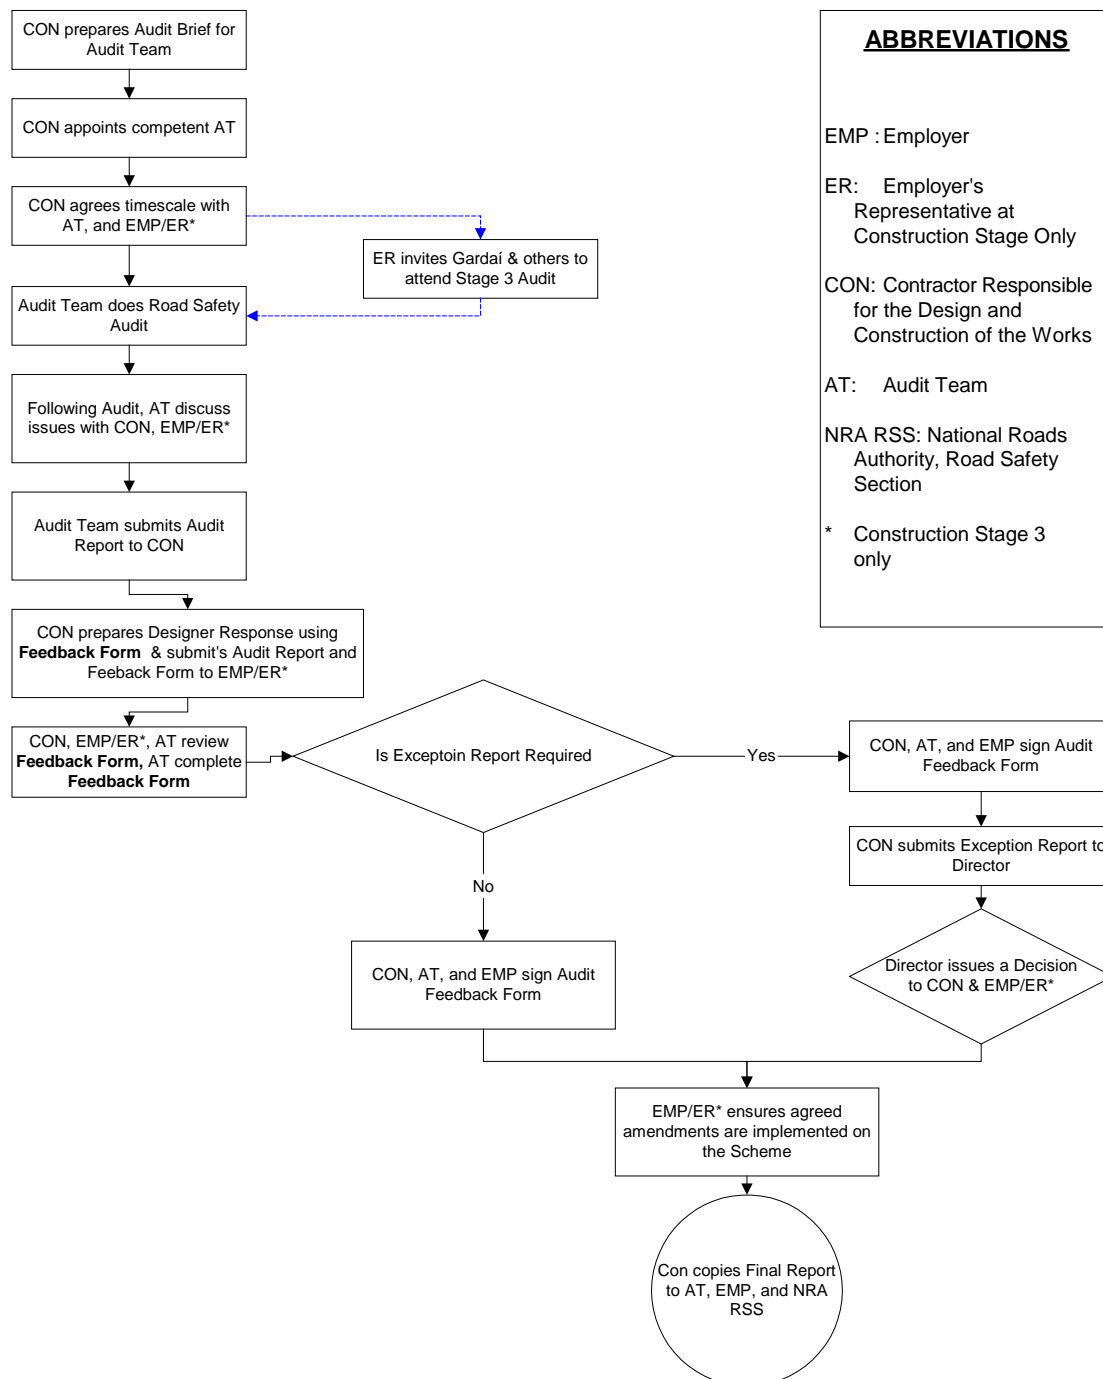 CON prepares Audit Brief for
Audit Team
CON appoints competent AT
CON agrees timescale with
AT, and EMP/ER*
ER invites Gardaí & others to
attend Stage 3 Audit
Audit Team does Road Safety
Audit
Following Audit, AT discuss
issues with CON, EMP/ER*
Audit Team submits Audit
Report to CON
CON prepares Designer Response using
Feedback Form & submit's Audit Report and
Feeback Form to EMP/ER*
CON, EMP/ER*, AT review
Feedback Form, AT complete
Feedback Form
Is Exceptoin Report Required
Yes
CON, AT, and EMP sign Audit
Feedback Form
CON submits Exception Report to
Director
Director issues a Decision
to CON & EMP/ER*
No
CON, AT, and EMP sign Audit
Feedback Form
EMP/ER* ensures agreed
amendments are implemented on
the Scheme
Con copies Final Report
to AT, EMP, and NRA
RSS
ABBREVIATIONS
EMP : Employer
ER: Employer's
Representative at
Construction Stage Only
CON: Contractor Responsible
for the Design and
Construction of the Works
AT: Audit Team
NRA RSS: National Roads
Authority, Road Safety
Section
* Construction Stage 3
only